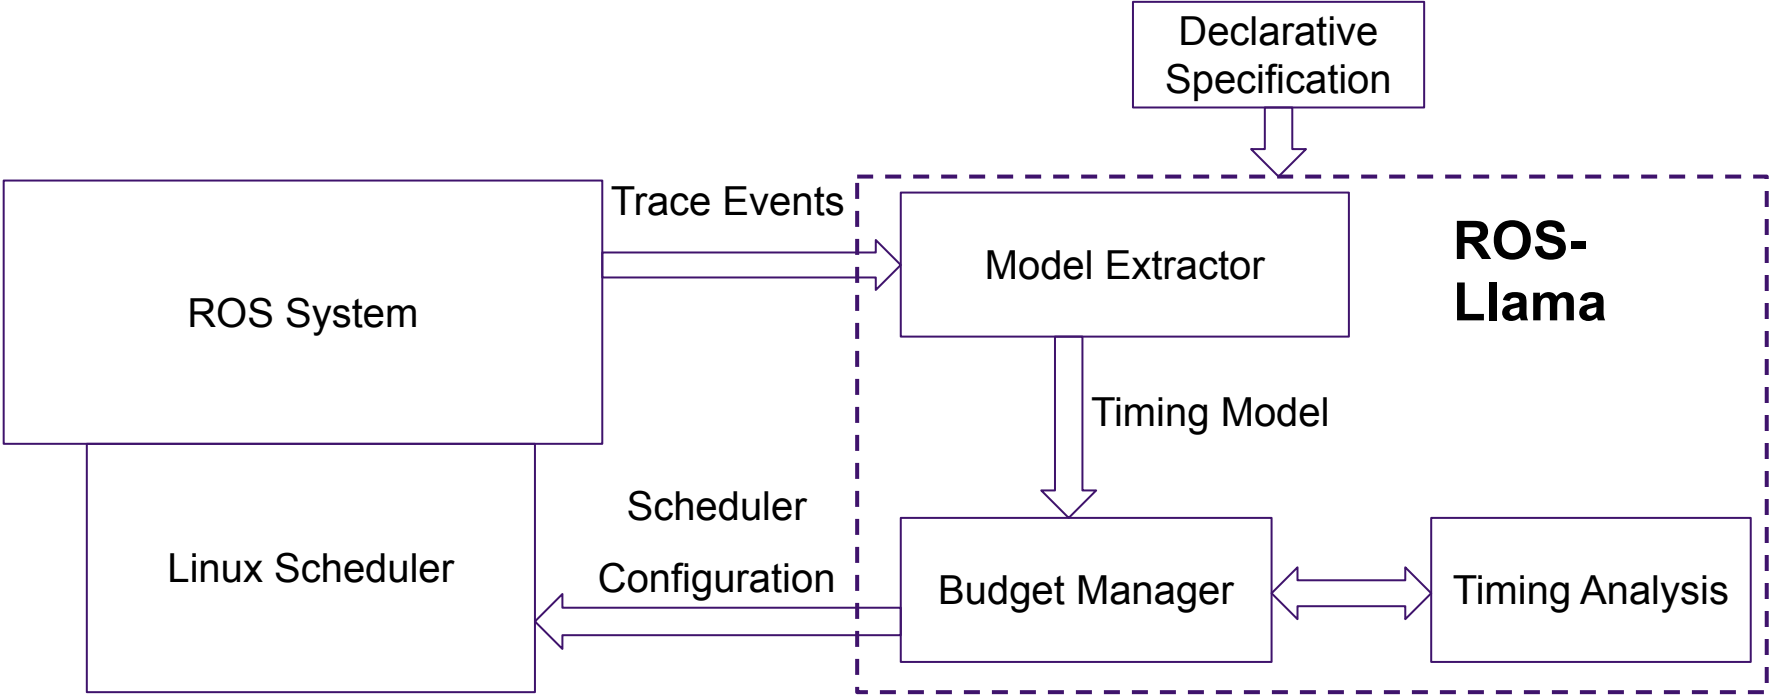 Declarative
Specification
Trace Events
Model Extractor
ROS-
Llama
ROS System
Timing Model
Scheduler
Configuration
Linux Scheduler
Budget Manager
Timing Analysis